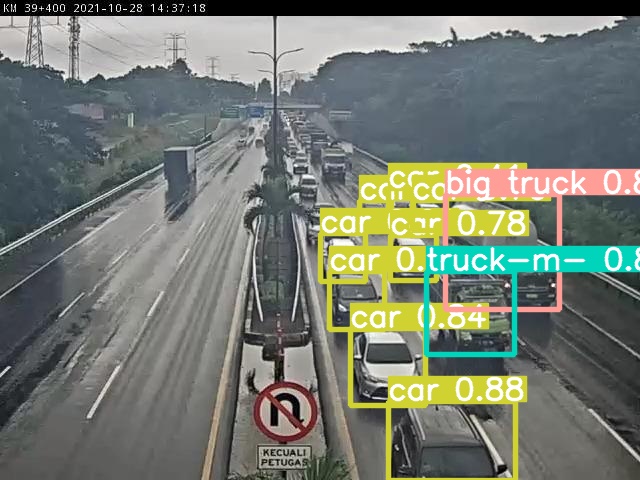 KM 39+400 2021-10-28 14:37:18
big truck 0.8
car
car 0.78
car 0.
truck-m- 0.8
car 0.84
car 0.88
KECUALI
PETUGAS